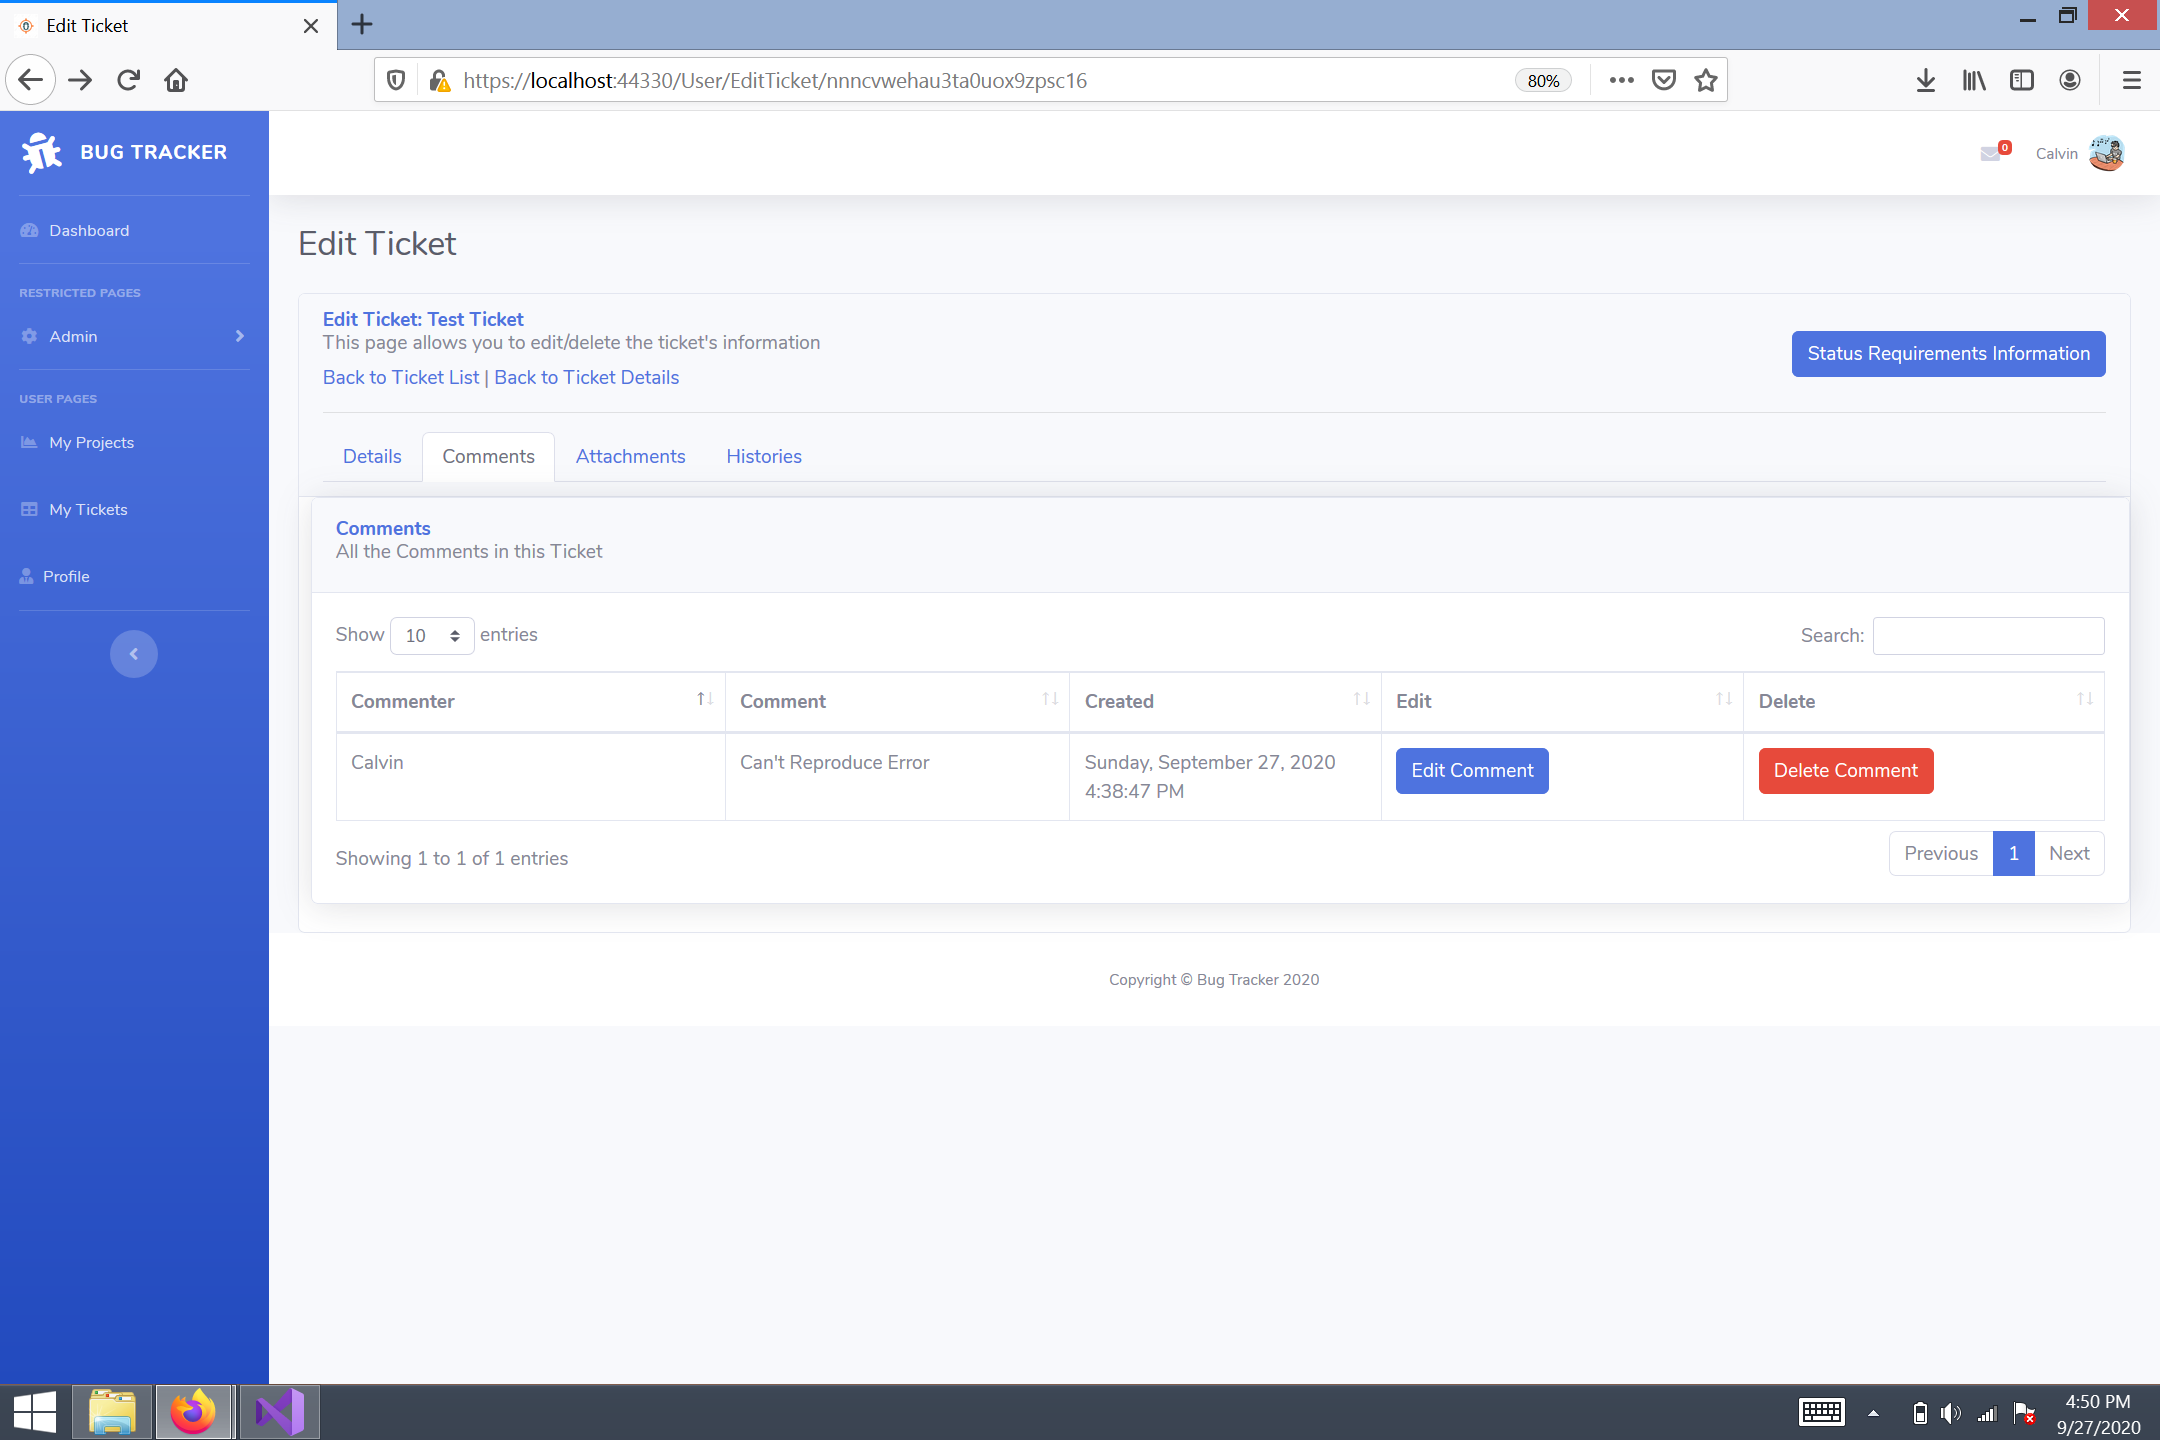 Edit Ticket
https://localhost:44330/User/EditTicket/nnncvwehau3ta0uox9zpsc16
80%
BUG TRACKER
0
Calvin
Dashboard
RESTRICTED PAGES
Admin
USER PAGES
My Projects
My Tickets
Profile
Edit Ticket
Edit Ticket: Test Ticket
This page allows you to edit/delete the ticket's information
Back to Ticket List | Back to Ticket Details
Status Requirements Information
Details Comments Attachments Histories
Comments
All the Comments in this Ticket
Show 10 entries
Search:
Commenter Comment Created Edit Delete
Calvin Can't Reproduce Error Sunday, September 27, 2020 Edit Comment Delete Comment
4:38:47 PM
Showing 1 to 1 of 1 entries
Previous 1 Next
Copyright © Bug Tracker 2020
4:50 PM
9/27/2020